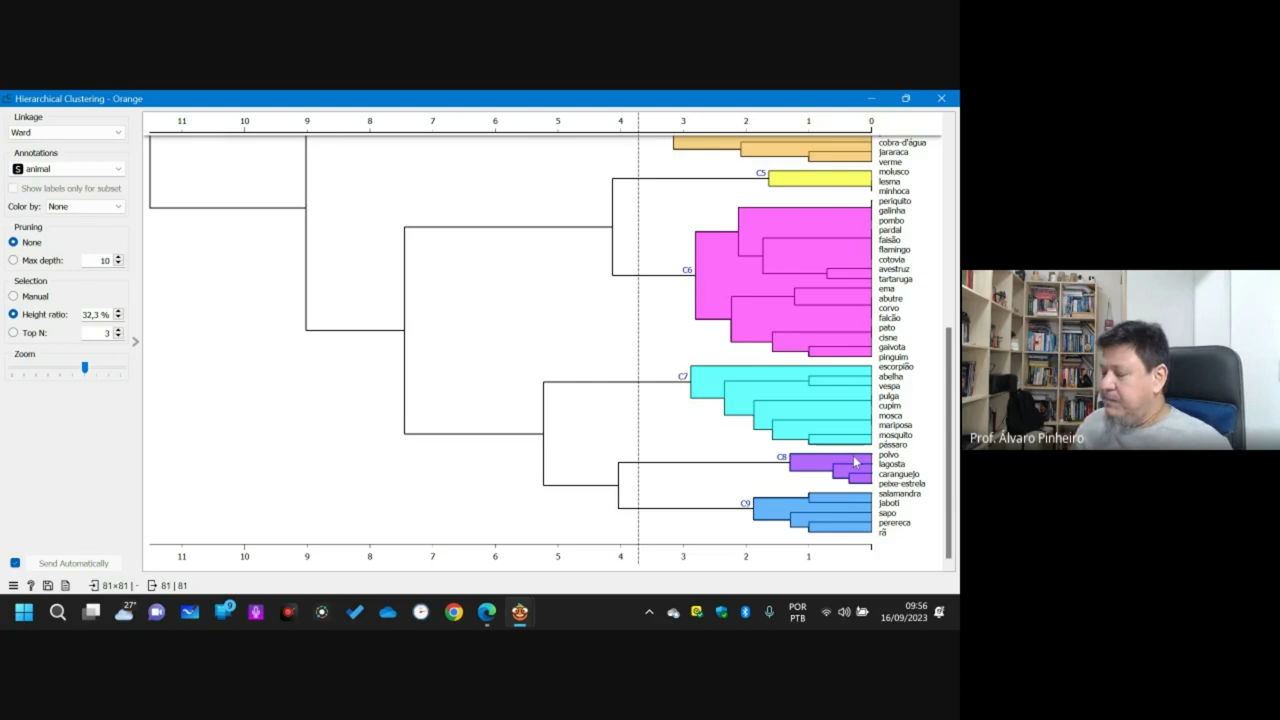 Hierarchical Clustering - Orange
Linkage
Ward
Annotations
S animal
Show labels only for subset
Color by: None
Pruning
None
Max depth: 10
Selection
Manual
Height ratio: 32,3 %
Top N: 3
Zoom
Send Automatically
11 10 9 8 7 6 5 4 3 2 1 0
cobra-d'água
jararaca
verme
C5
molusco
lesma
minhoca
periquito
galinha
pombo
pardal
faisão
flamingo
cotovia
C6
avestruz
tartaruga
ema
abutre
corvo
falcão
pato
cisne
gaivota
pinguim
escorpião
C7
abelha
vespa
pulga
cupim
mosca
mariposa
mosquito
pássaro
C8
polvo
lagosta
caranguejo
peixe-estrela
salamandra
C9
jaboti
sapo
perereca
rã
11 10 9 8 7 6 5 4 3 2 1 0
81×81 | - 81 | 81
27°
POR
PTB
09:56
16/09/2023
Prof. Álvaro Pinheiro